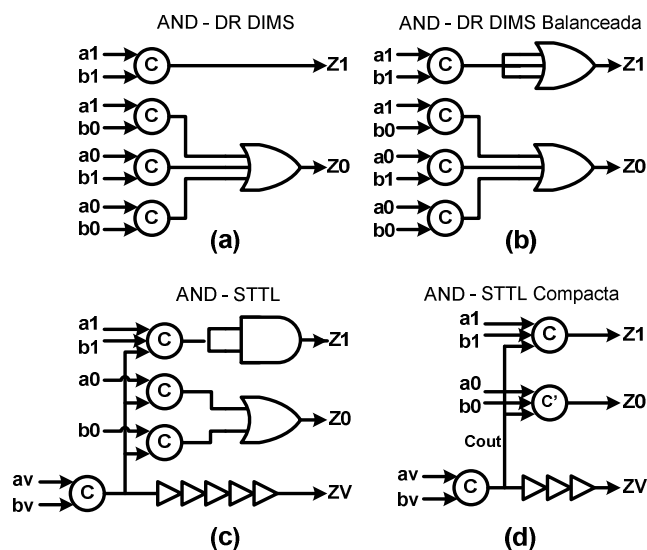 AND - DR DIMS
a1
b1
C
Z1
a1
b0
C
a0
b1
C
Z0
a0
b0
C
(a)
AND - DR DIMS Balanceada
a1
b1
C
Z1
a1
b0
C
a0
b1
C
Z0
a0
b0
C
(b)
AND - STTL
a1
b1
C
Z1
a0
C
Z0
b0
C
av
bv
C
ZV
(c)
AND - STTL Compacta
a1
b1
C
Z1
a0
b0
C'
Z0
Cout
av
bv
C
ZV
(d)